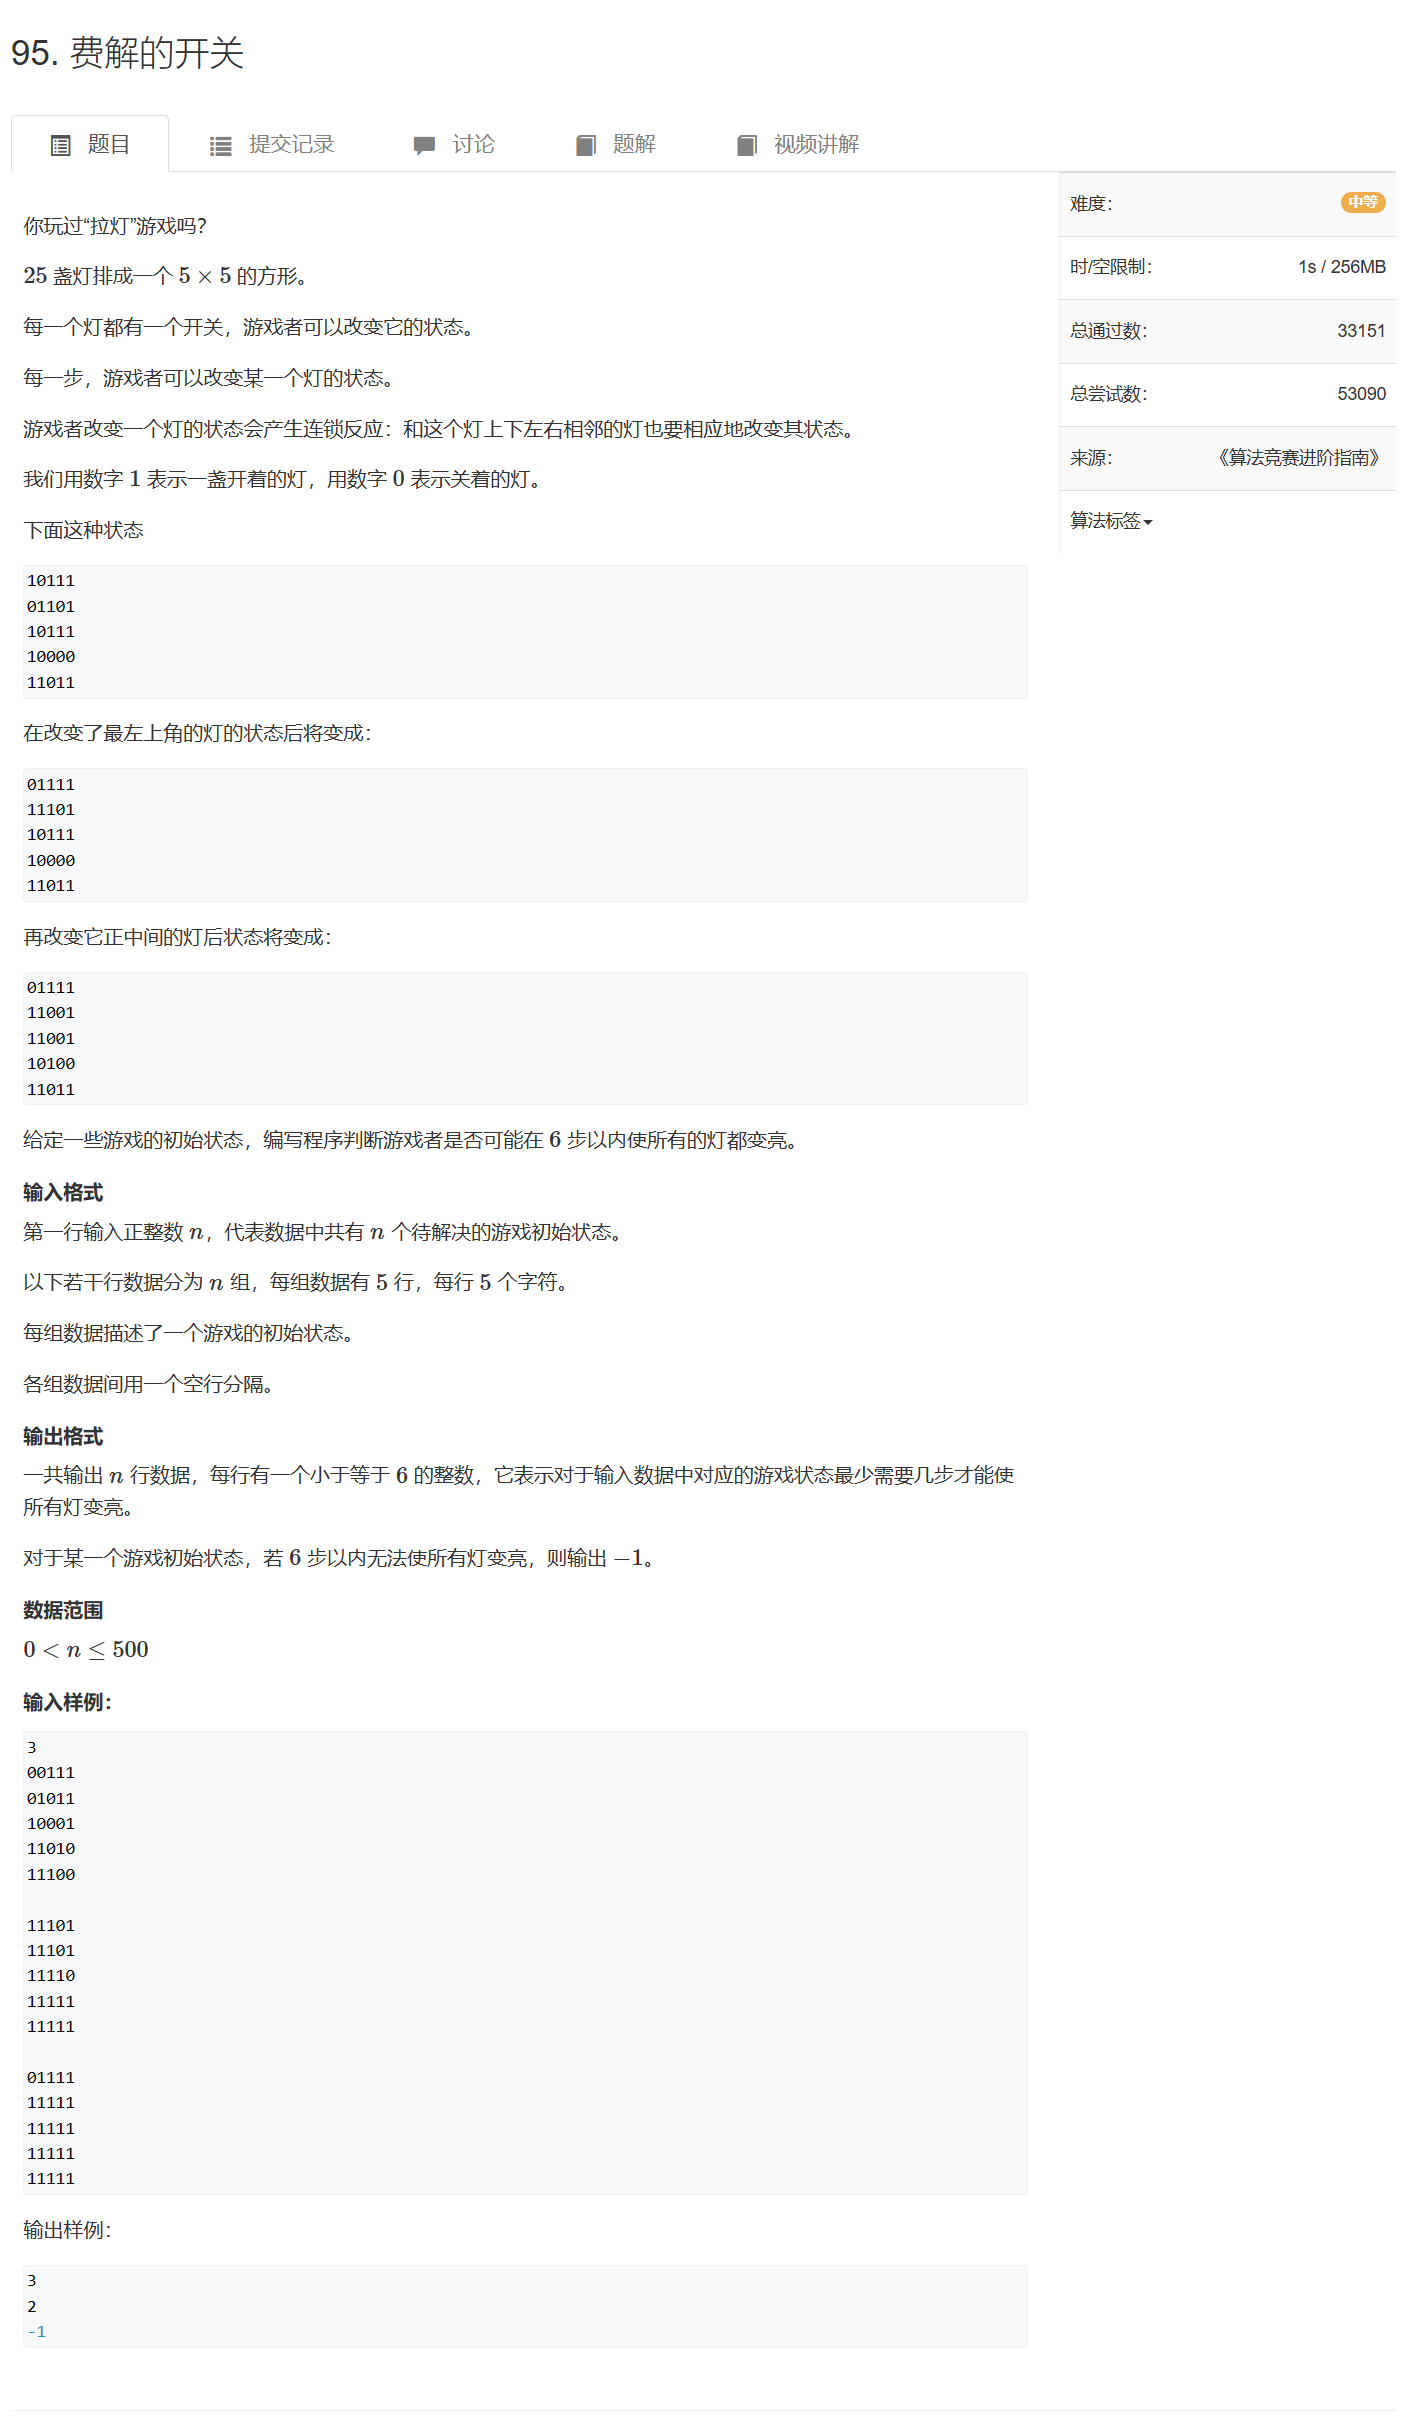 95. 费解的开关
题目
提交记录
讨论
题解
视频讲解
你玩过“拉灯”游戏吗？
25 盏灯排成一个 5 × 5 的方形。
每一个灯都有一个开关，游戏者可以改变它的状态。
每一步，游戏者可以改变某一个灯的状态。
游戏者改变一个灯的状态会产生连锁反应：和这个灯上下左右相邻的灯也要相应地改变其状态。
我们用数字 1 表示一盏开着的灯，用数字 0 表示关着的灯。
下面这种状态
10111
01101
10111
10000
11011
在改变了最左上角的灯的状态后将变成：
01111
11101
10111
10000
11011
再改变它正中间的灯后状态将变成：
01111
11001
11001
10100
11011
给定一些游戏的初始状态，编写程序判断游戏者是否可能在 6 步以内使所有的灯都变亮。
输入格式
第一行输入正整数 n，代表数据中共有 n 个待解决的游戏初始状态。
以下若干行数据分为 n 组，每组数据有 5 行，每行 5 个字符。
每组数据描述了一个游戏的初始状态。
各组数据间用一个空行分隔。
输出格式
一共输出 n 行数据，每行有一个小于等于 6 的整数，它表示对于输入数据中对应的游戏状态最少需要几步才能使
所有灯变亮。
对于某一个游戏初始状态，若 6 步以内无法使所有灯变亮，则输出 −1。
数据范围
0 < n ≤ 500
输入样例：
3
00111
01011
10001
11010
11100
11101
11101
11110
11111
11111
01111
11111
11111
11111
11111
输出样例：
3
2
-1
难度： 中等
时/空限制： 1s / 256MB
总通过数： 33151
总尝试数： 53090
来源： 《算法竞赛进阶指南》
算法标签